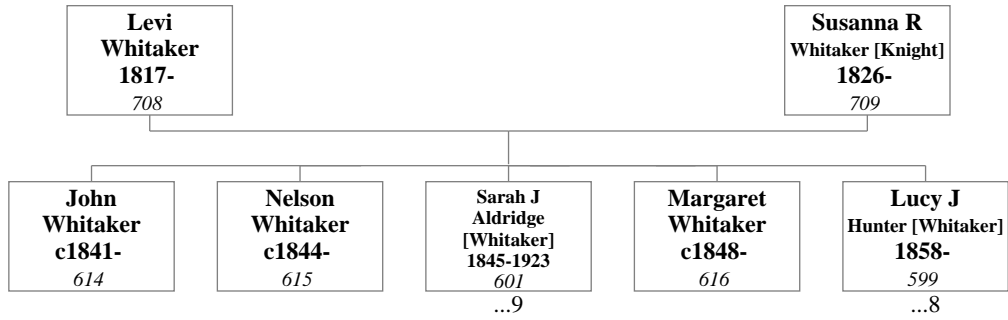 Levi
Whitaker
1817-
708
Susanna R
Whitaker [Knight]
1826-
709
John
Whitaker
c1841-
614
Nelson
Whitaker
c1844-
615
Sarah J
Aldridge
[Whitaker]
1845-1923
601
...9
Margaret
Whitaker
c1848-
616
Lucy J
Hunter [Whitaker]
1858-
599
...8